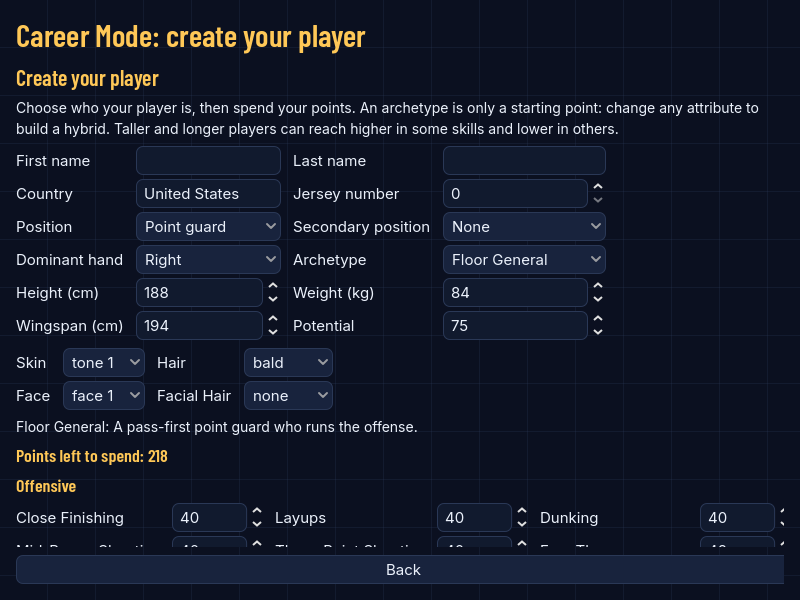 Career Mode: create your player
Create your player
Choose who your player is, then spend your points. An archetype is only a starting point: change any attribute to
build a hybrid. Taller and longer players can reach higher in some skills and lower in others.
First name Last name
Country United States Jersey number 0
Position Point guard Secondary position None
Dominant hand Right Archetype Floor General
Height (cm) 188 Weight (kg) 84
Wingspan (cm) 194 Potential 75
Skin tone 1 Hair bald
Face face 1 Facial Hair none
Floor General: A pass-first point guard who runs the offense.
Points left to spend: 218
Offensive
Close Finishing 40 Layups 40 Dunking 40
Back